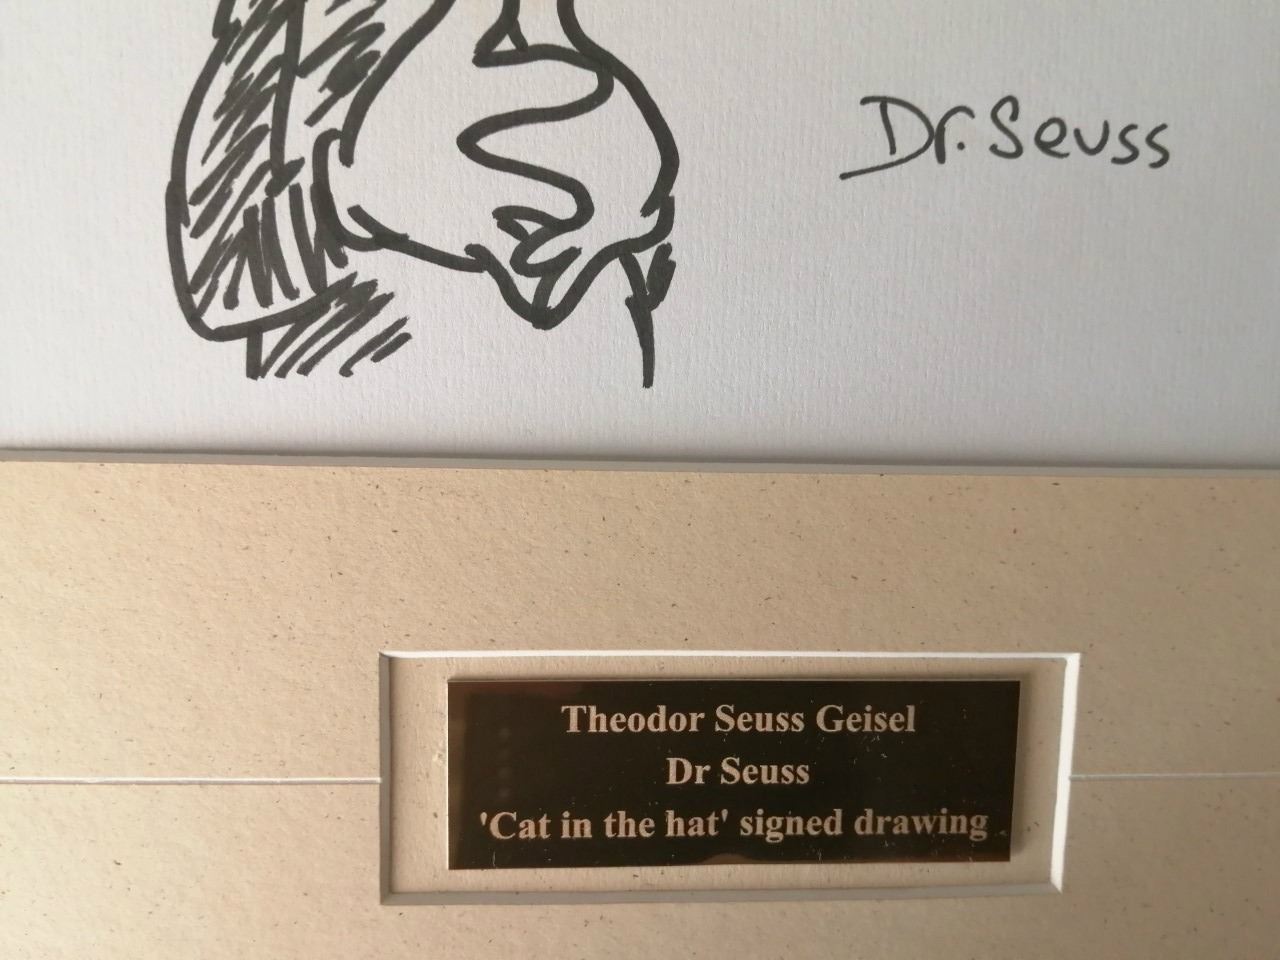 Dr. Seuss
Theodor Seuss Geisel
Dr Seuss
'Cat in the hat' signed drawing